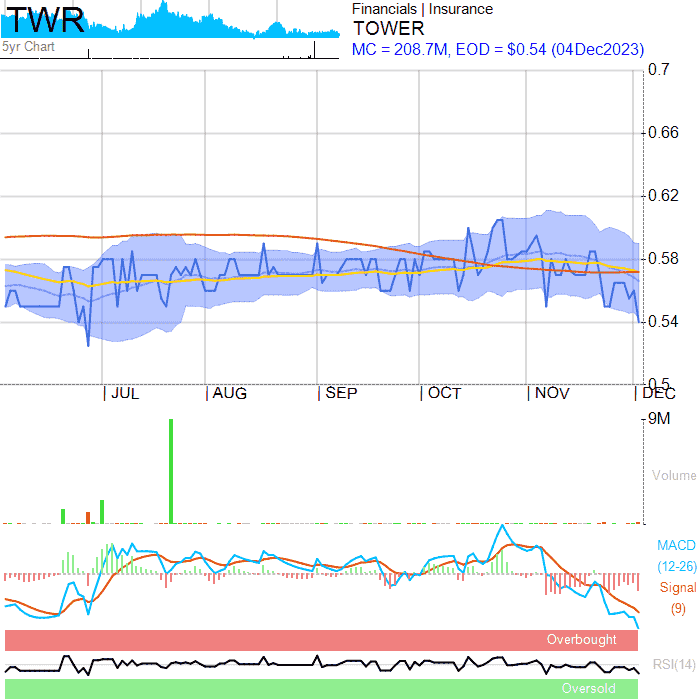 TWR
5yr Chart
Financials | Insurance
TOWER
MC = 208.7M, EOD = $0.54 (04Dec2023)
0.7
0.66
0.62
0.58
0.54
0.5
JUL AUG SEP OCT NOV DEC
9M
Volume
MACD
(12-26)
Signal
(9)
Overbought
RSI(14)
Oversold